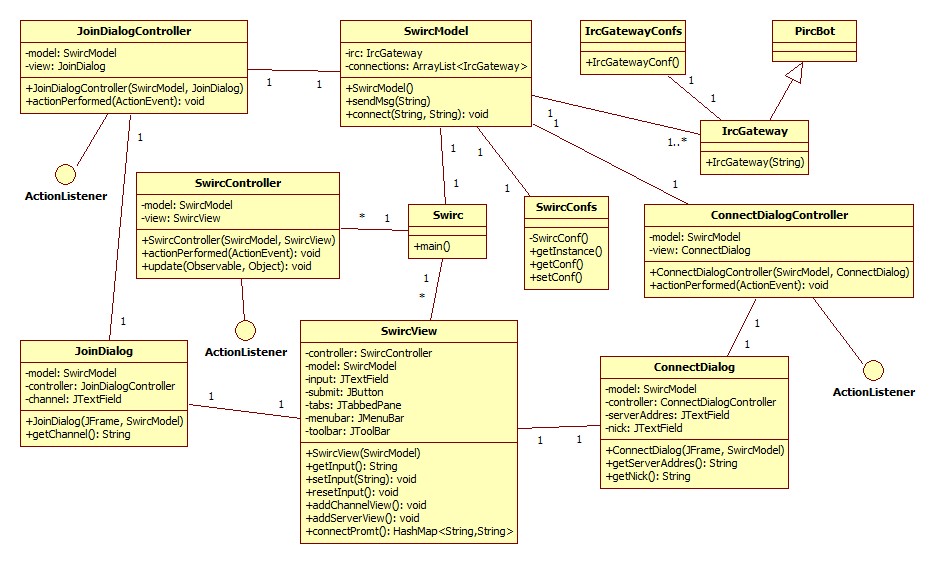 JoinDialogController
-model: SwircModel
-view: JoinDialog
+JoinDialogController(SwircModel, JoinDialog)
+actionPerformed(ActionEvent): void
SwircModel
-irc: IrcGateway
-connections: ArrayList<IrcGateway>
+SwircModel()
+sendMsg(String)
+connect(String, String): void
IrcGatewayConfs
+IrcGatewayConf()
PircBot
IrcGateway
+IrcGateway(String)
1
1
1
1
1
1
1..*
1
1
1
1
1
1
1
ActionListener
SwircController
-model: SwircModel
-view: SwircView
+SwircController(SwircModel, SwircView)
+actionPerformed(ActionEvent): void
+update(Observable, Object): void
*
1
Swirc
+main()
SwircConfs
-SwircConf()
+getInstance()
+getConf()
+setConf()
ConnectDialogController
-model: SwircModel
-view: ConnectDialog
+ConnectDialogController(SwircModel, ConnectDialog)
+actionPerformed(ActionEvent): void
1
*
1
ActionListener
1
1
ActionListener
JoinDialog
-model: SwircModel
-controller: JoinDialogController
-channel: JTextField
+JoinDialog(JFrame, SwircModel)
+getChannel(): String
1
1
SwircView
-controller: SwircController
-model: SwircModel
-input: JTextField
-submit: JButton
-tabs: JTabbedPane
-menubar: JMenuBar
-toolbar: JToolBar
+SwircView(SwircModel)
+getInput(): String
+setInput(String): void
+resetInput(): void
+addChannelView(): void
+addServerView(): void
+connectPromt(): HashMap<String,String>
1
1
ConnectDialog
-model: SwircModel
-controller: ConnectDialogController
-serverAddres: JTextField
-nick: JTextField
+ConnectDialog(JFrame, SwircModel)
+getServerAddres(): String
+getNick(): String